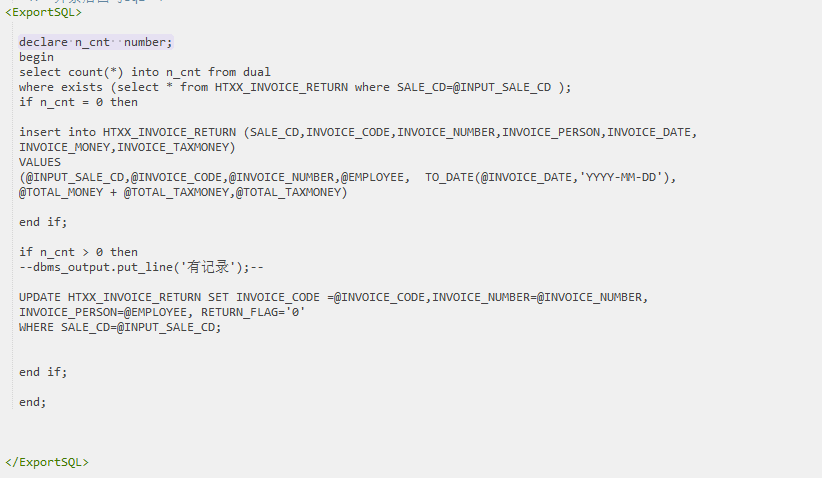 <ExportSQL>
declare n_cnt  number;
begin
select count(*) into n_cnt from dual
where exists (select * from HTXX_INVOICE_RETURN where SALE_CD=@INPUT_SALE_CD );
if n_cnt = 0 then
insert into HTXX_INVOICE_RETURN (SALE_CD,INVOICE_CODE,INVOICE_NUMBER,INVOICE_PERSON,INVOICE_DATE,
INVOICE_MONEY,INVOICE_TAXMONEY)
VALUES
(@INPUT_SALE_CD,@INVOICE_CODE,@INVOICE_NUMBER,@EMPLOYEE,  TO_DATE(@INVOICE_DATE,'YYYY-MM-DD'),
@TOTAL_MONEY + @TOTAL_TAXMONEY,@TOTAL_TAXMONEY)
end if;
if n_cnt > 0 then
--dbms_output.put_line('有记录');--
UPDATE HTXX_INVOICE_RETURN SET INVOICE_CODE =@INVOICE_CODE,INVOICE_NUMBER=@INVOICE_NUMBER,
INVOICE_PERSON=@EMPLOYEE, RETURN_FLAG='0'
WHERE SALE_CD=@INPUT_SALE_CD;
end if;
end;
</ExportSQL>